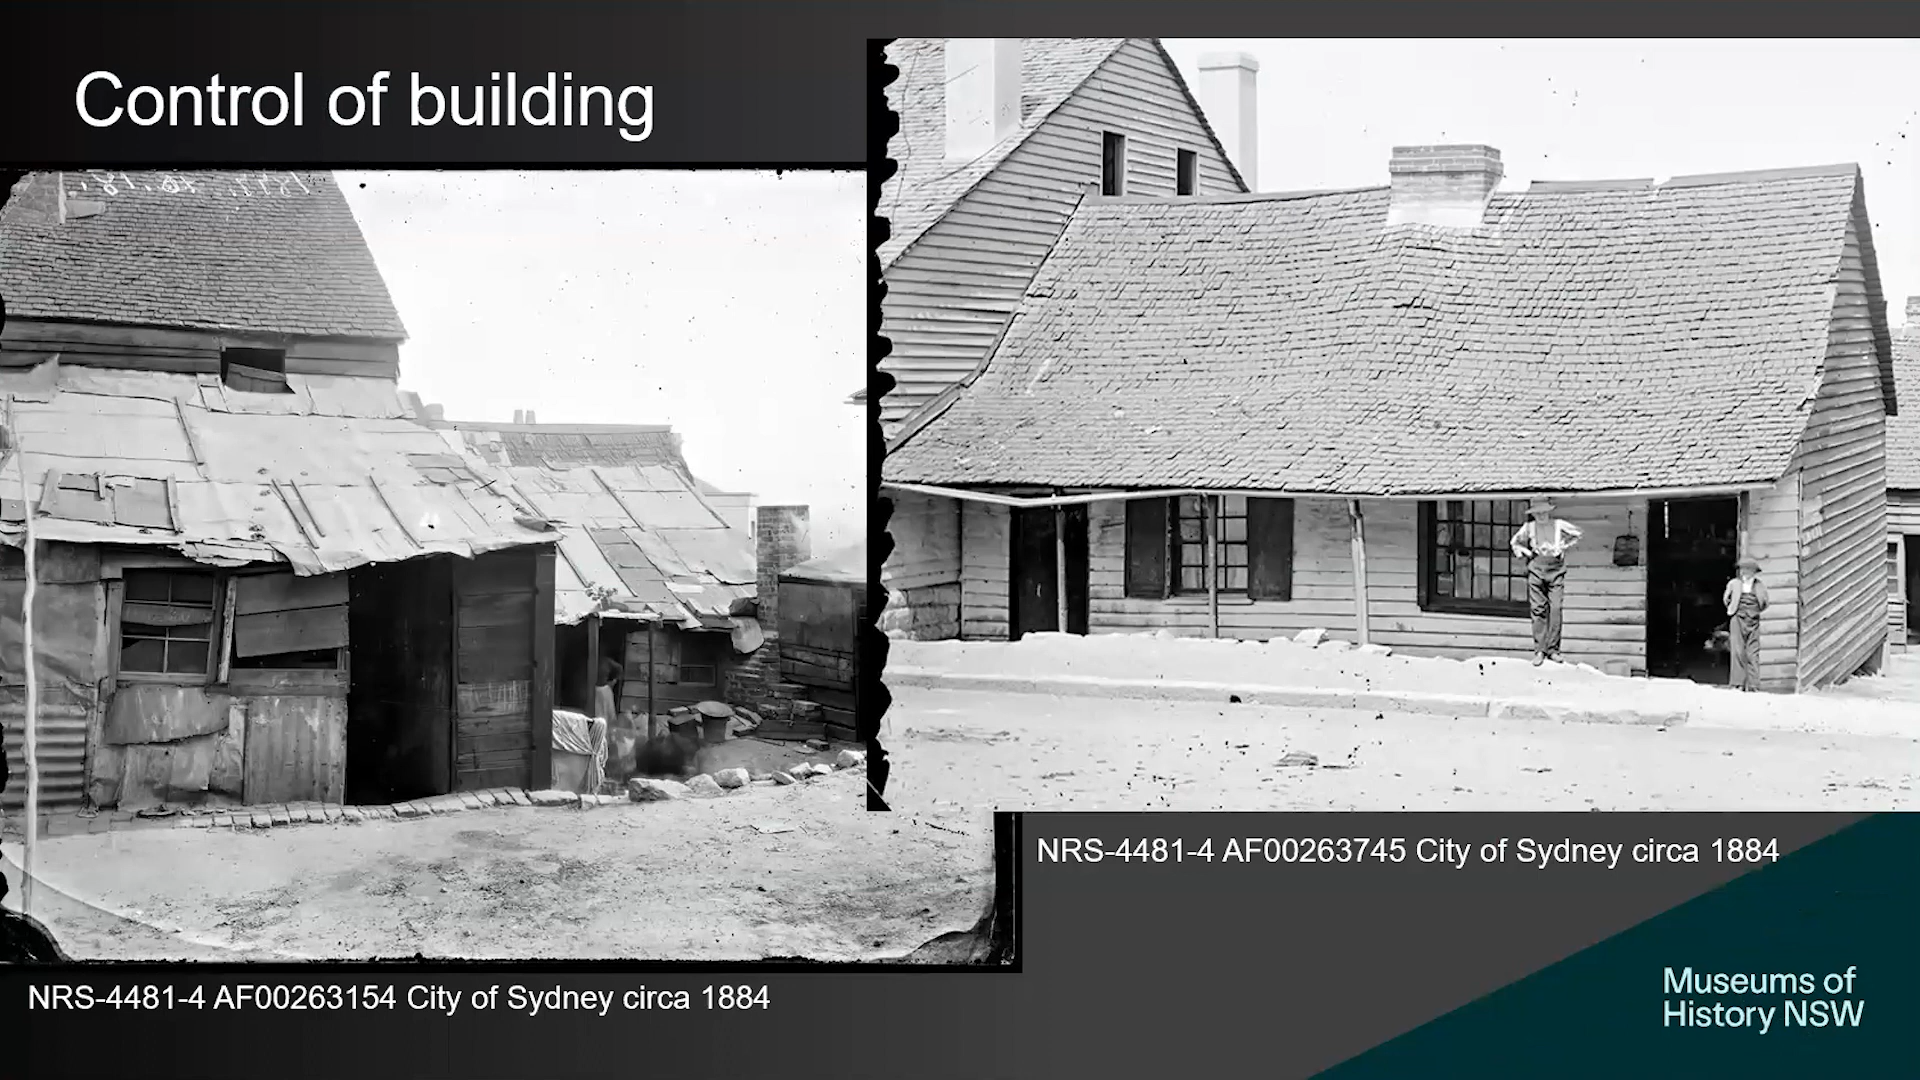 Control of building
NRS-4481-4 AF00263745 City of Sydney circa 1884
NRS-4481-4 AF00263154 City of Sydney circa 1884
Museums of
History NSW